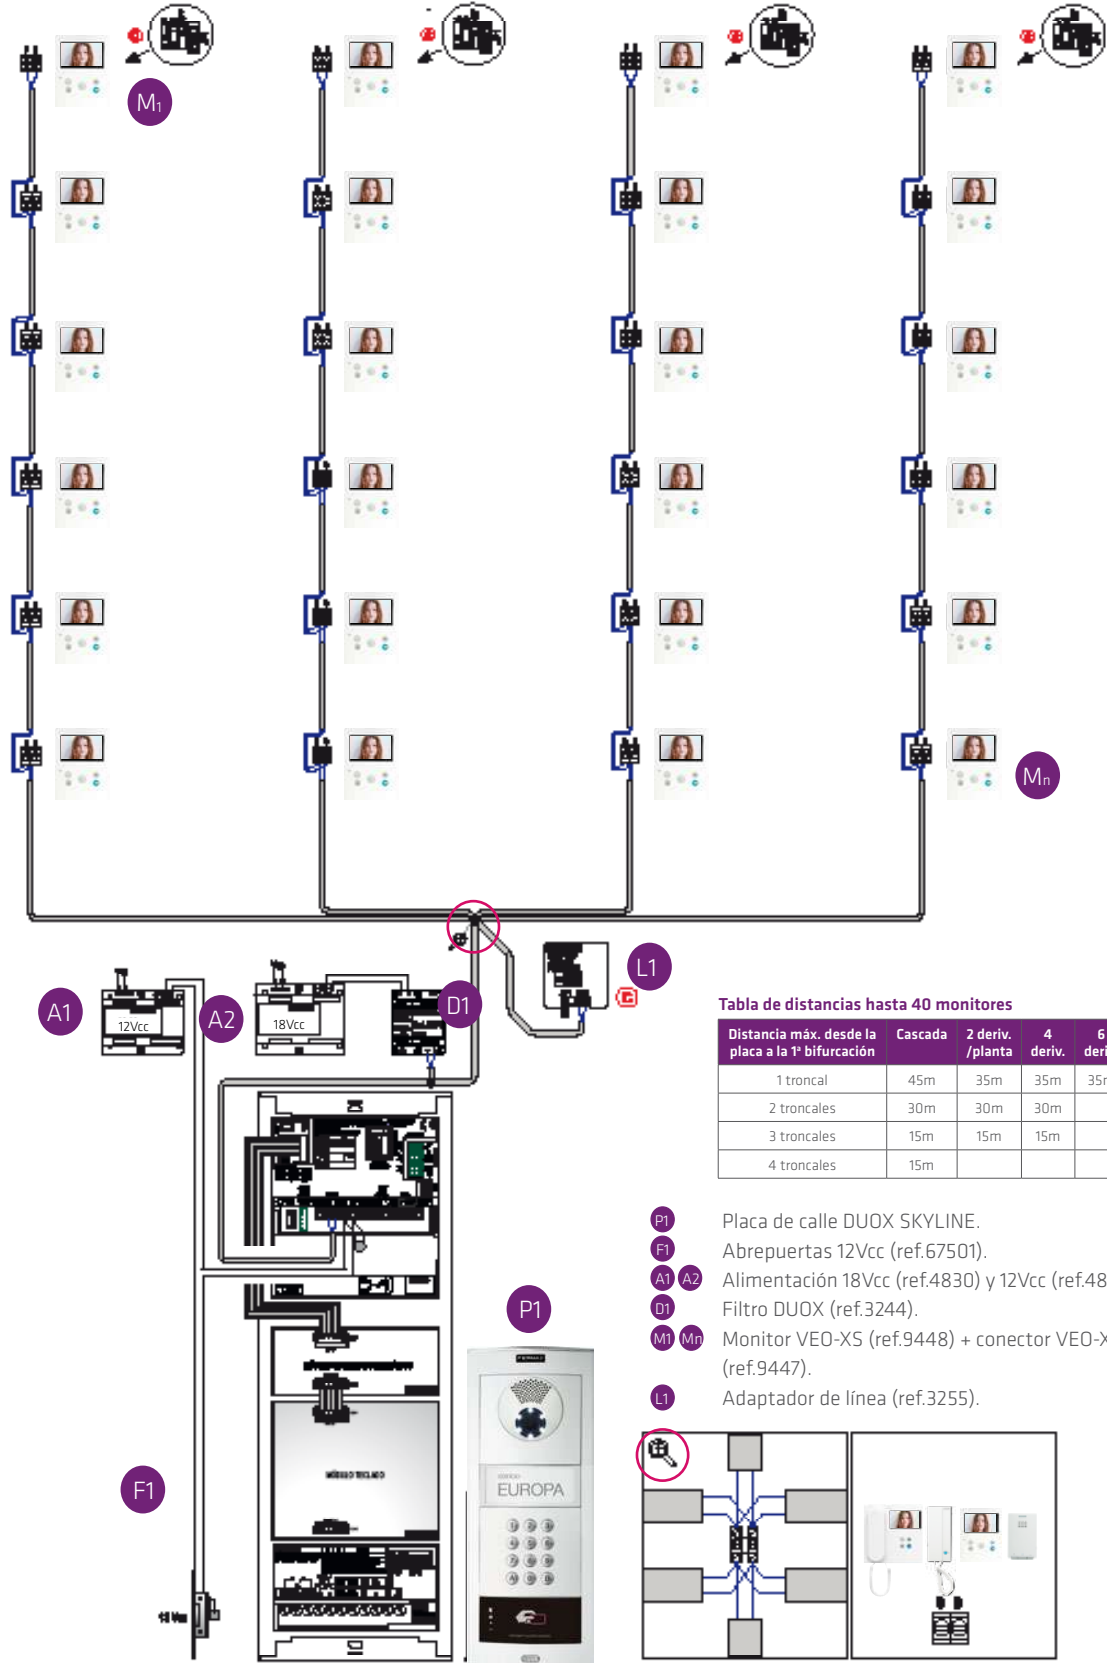 M1
Mn
A1
12Vcc
A2
18Vcc
D1
L1
Tabla de distancias hasta 40 monitores
Distancia máx. desde la placa a la 1ª bifurcación Cascada 2 deriv. /planta 4 deriv. 6
1 troncal 45m 35m 35m
2 troncales 30m 30m 30m
3 troncales 15m 15m 15m
4 troncales 15m
P1 Placa de calle DUOX SKYLINE.
F1 Abrepuertas 12Vcc (ref.67501).
A1 A2 Alimentación 18Vcc (ref.4830) y 12Vcc
D1 Filtro DUOX (ref.3244).
M1 Mn Monitor VEO-XS (ref.9448) + conector
(ref.9447).
L1 Adaptador de línea (ref.3255).
P1
EUROPA
MÓDULO TECLADO
F1